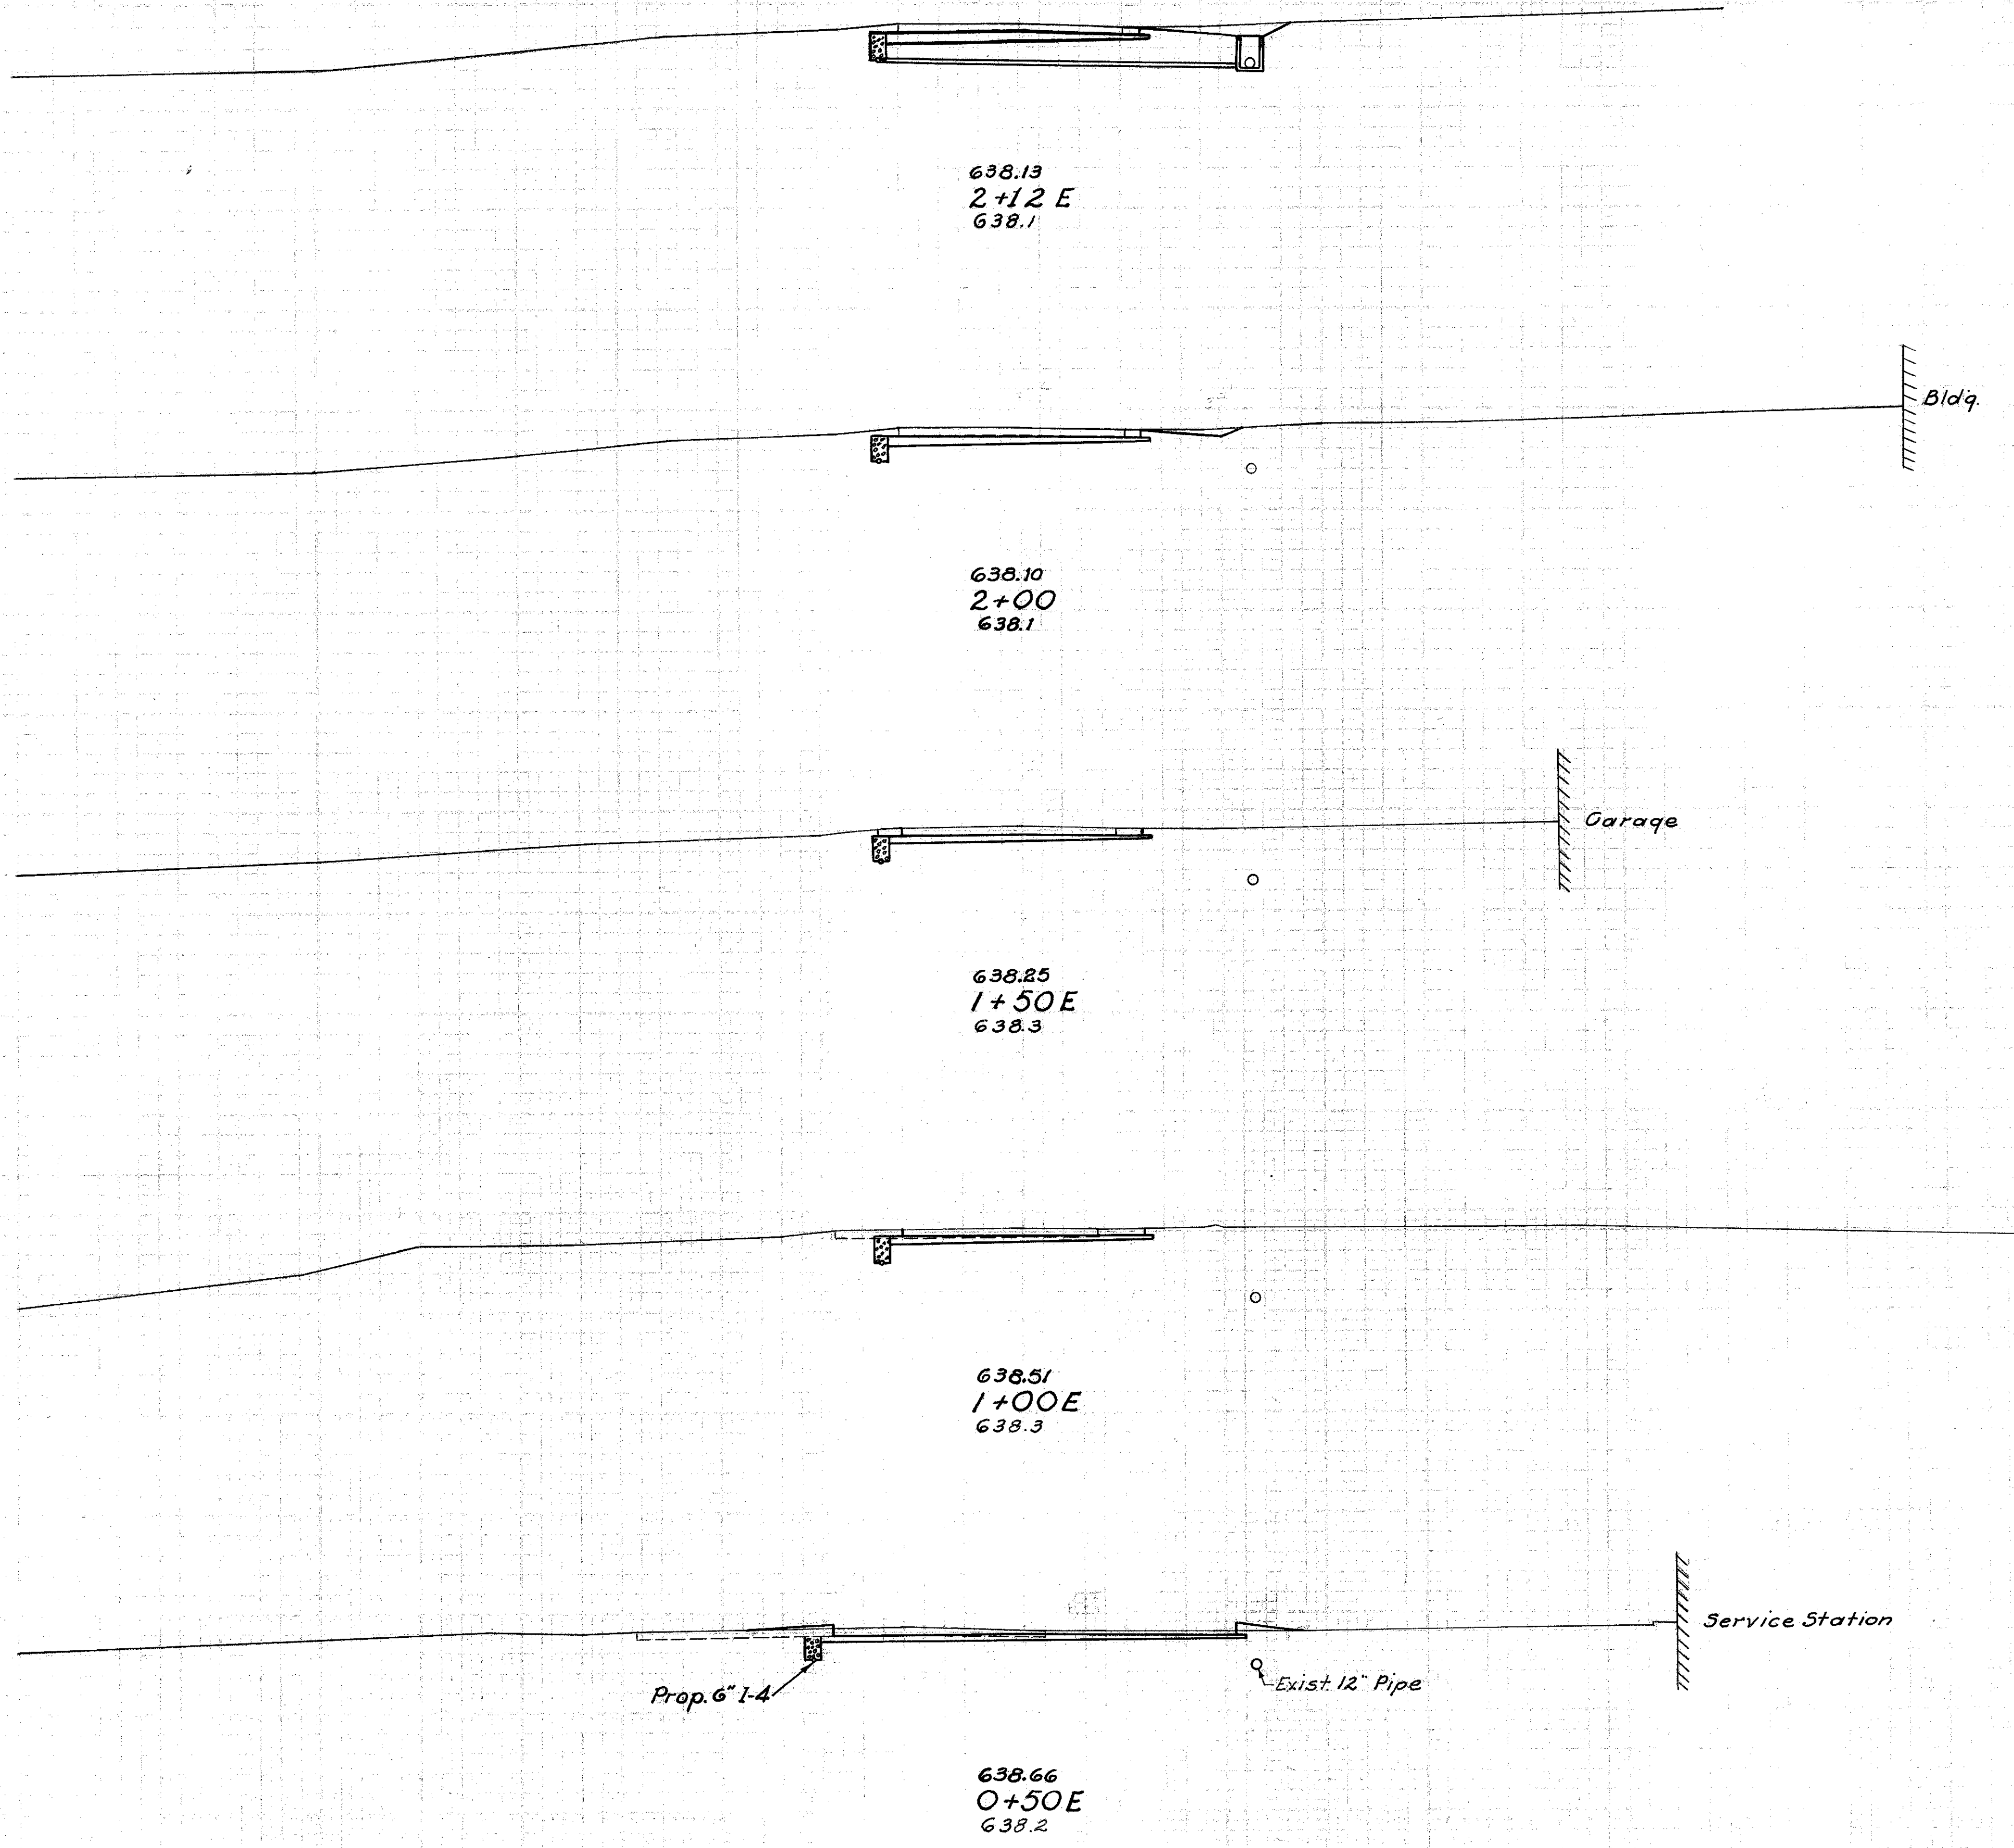 638.13
2+12 E
638.1
Bldg.
638.10
2+00
638.1
Garage
638.25
1+50 E
638.3
638.51
1+00 E
638.3
Service Station
Prop. 6" I-4
Exist. 12" Pipe
638.66
0+50 E
638.2